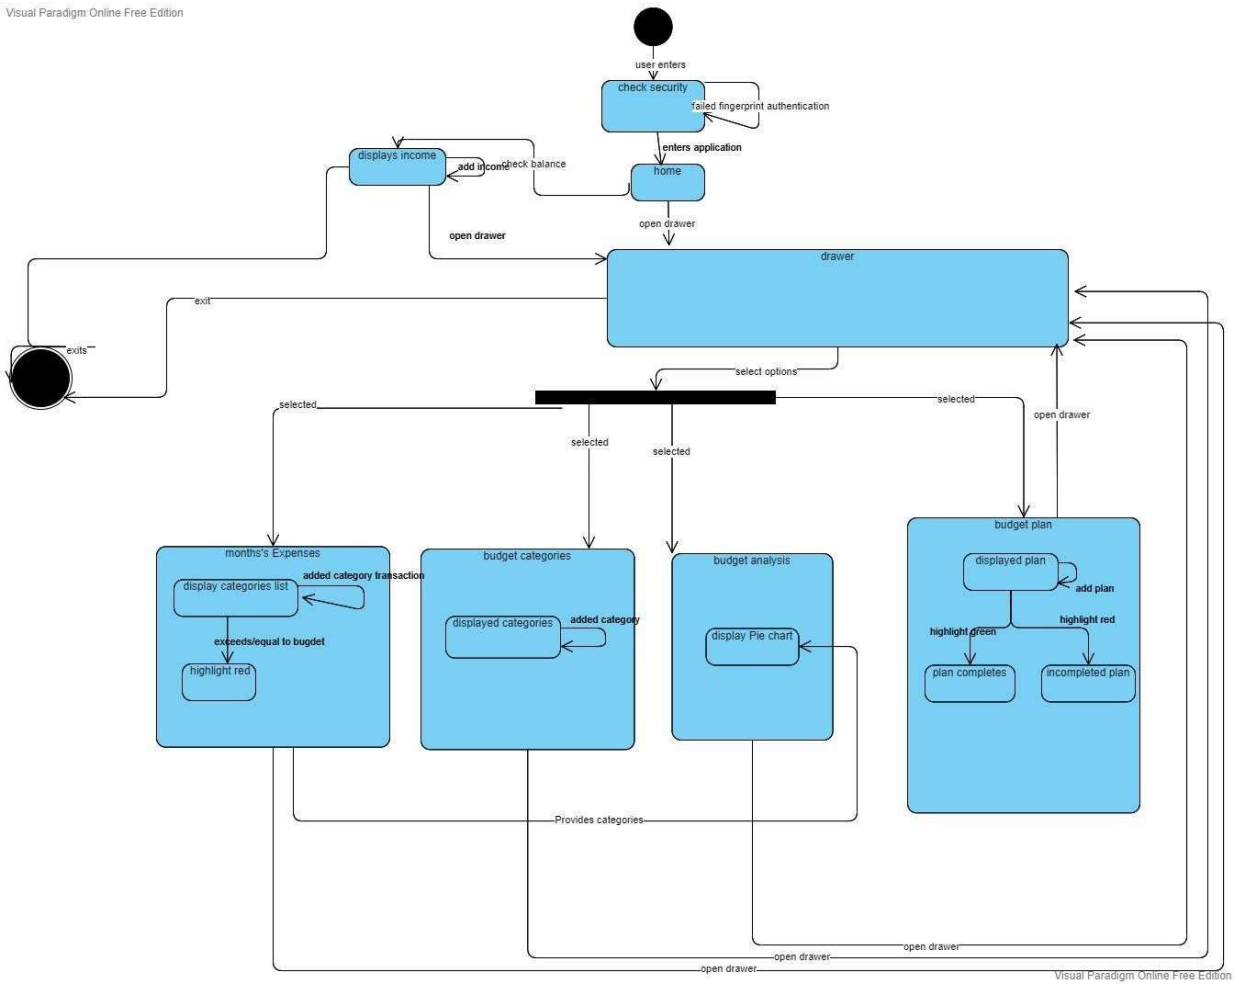 Visual Paradigm Online Free Edition
user enters
check security
failed fingerprint authentication
enters application
displays income
add income
check balance
home
open drawer
open drawer
drawer
exit
exits
select options
selected
selected
selected
selected
open drawer
months's Expenses
display categories list
added category transaction
exceeds/equal to bugdet
highlight red
budget categories
displayed categories
added category
budget analysis
display Pie chart
budget plan
displayed plan
add plan
highlight green
highlight red
plan completes
incompleted plan
Provides categories
open drawer
open drawer
open drawer
Visual Paradigm Online Free Edition